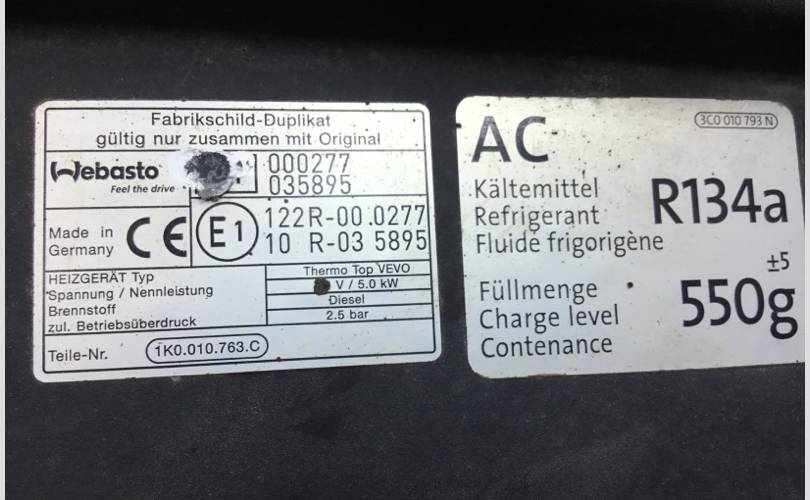 Fabrikschild-Duplikat
gültig nur zusammen mit Original
Webasto
Feel the drive
000277
035895
Made in
Germany
CE
E1
122R-00.0277
10 R-03 5895
HEIZGERÄT Typ
Thermo Top VEVO
Spannung / Nennleistung
V / 5.0 kW
Brennstoff
Diesel
zul. Betriebsüberdruck
2.5 bar
Teile-Nr.
1K0.010.763.C
3C0 010 793 N
AC
Kältemittel
Refrigerant
Fluide frigorigène
R134a
Füllmenge
Charge level
Contenance
±5
550g